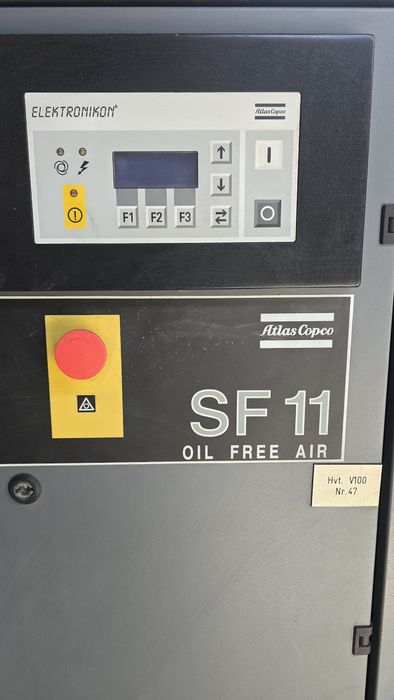 ELEKTRONIKON®
Atlas Copco
F1 F2 F3
I
O
Atlas Copco
SF 11
OIL FREE AIR
Hvt. V100
Nr.47